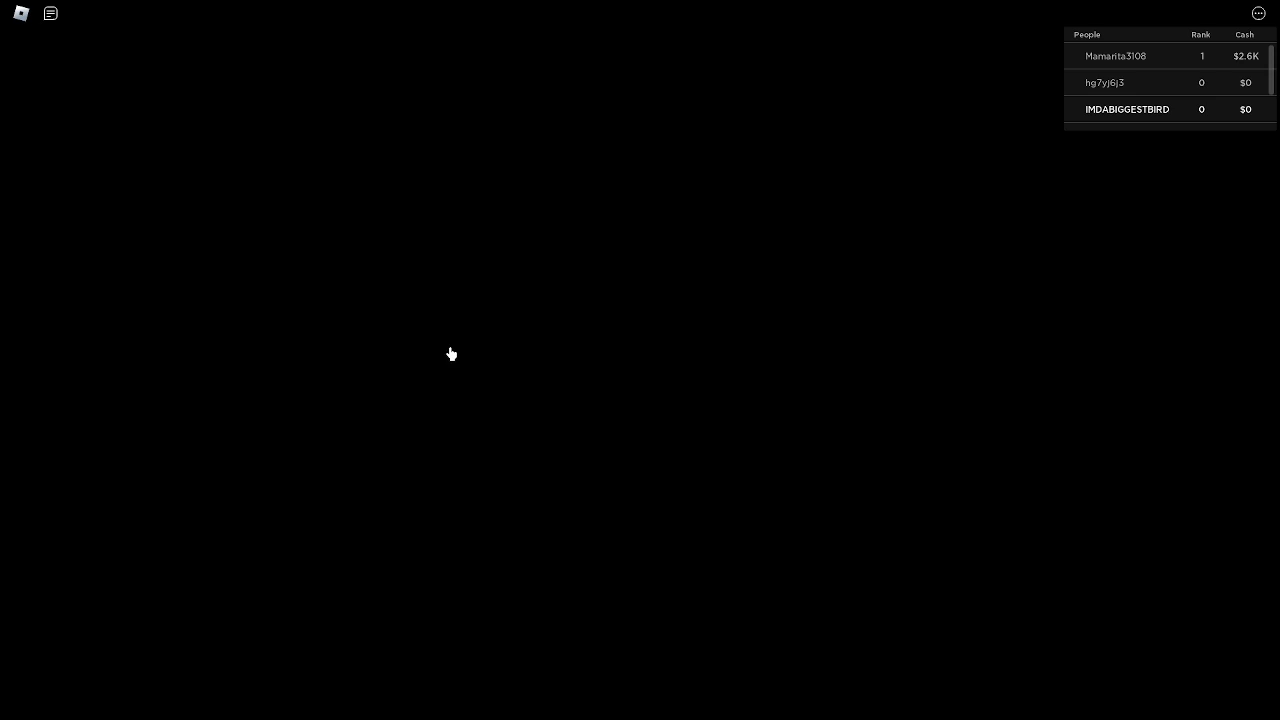 People Rank Cash
Mamarita3108 1 $2.6K
hg7yj6j3 0 $0
IMDABIGGESTBIRD 0 $0